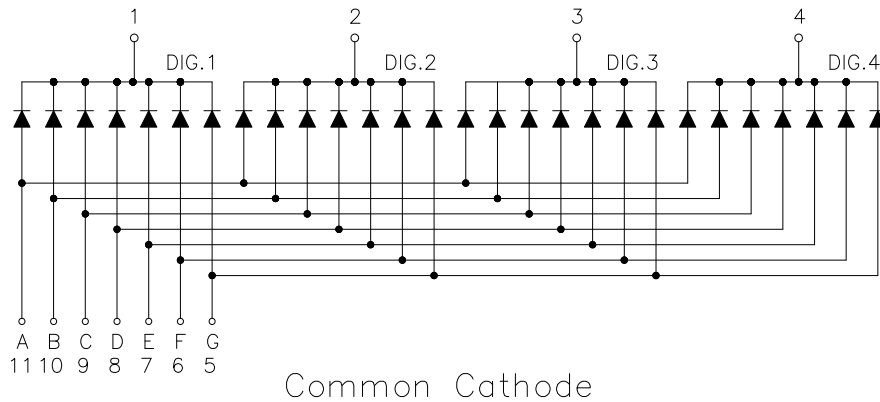 1 2 3 4
DIG.1 DIG.2 DIG.3 DIG.4
A B C D E F G
11 10 9 8 7 6 5
Common Cathode